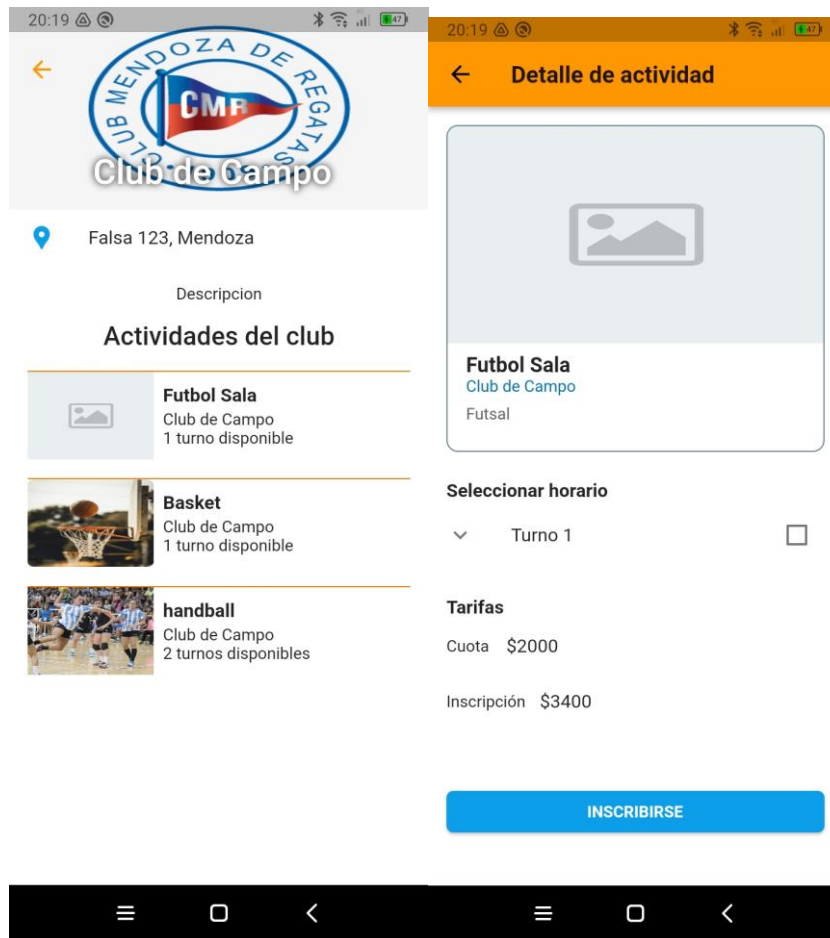 20:19
47
CLUB MENDOZA DE REGATAS
CMR
Club de Campo
Falsa 123, Mendoza
Descripcion
Actividades del club
Futbol Sala
Club de Campo
1 turno disponible
Basket
Club de Campo
1 turno disponible
handball
Club de Campo
2 turnos disponibles
20:19
47
Detalle de actividad
Futbol Sala
Club de Campo
Futsal
Seleccionar horario
Turno 1
Tarifas
Cuota $2000
Inscripción $3400
INSCRIBIRSE